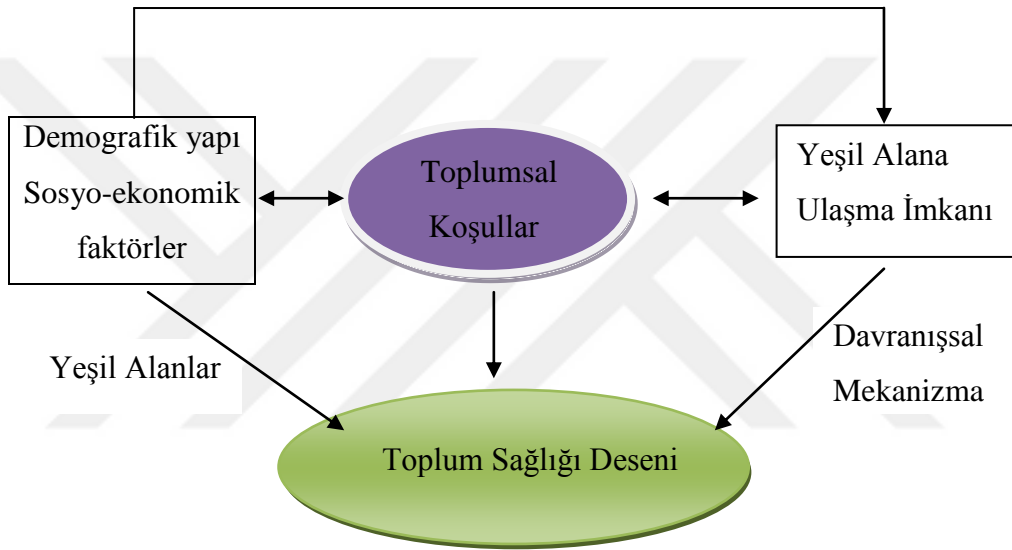 Demografik yapı
Sosyo-ekonomik
faktörler
Toplumsal
Koşullar
Yeşil Alana
Ulaşma İmkanı
Yeşil Alanlar
Davranışsal
Mekanizma
Toplum Sağlığı Deseni